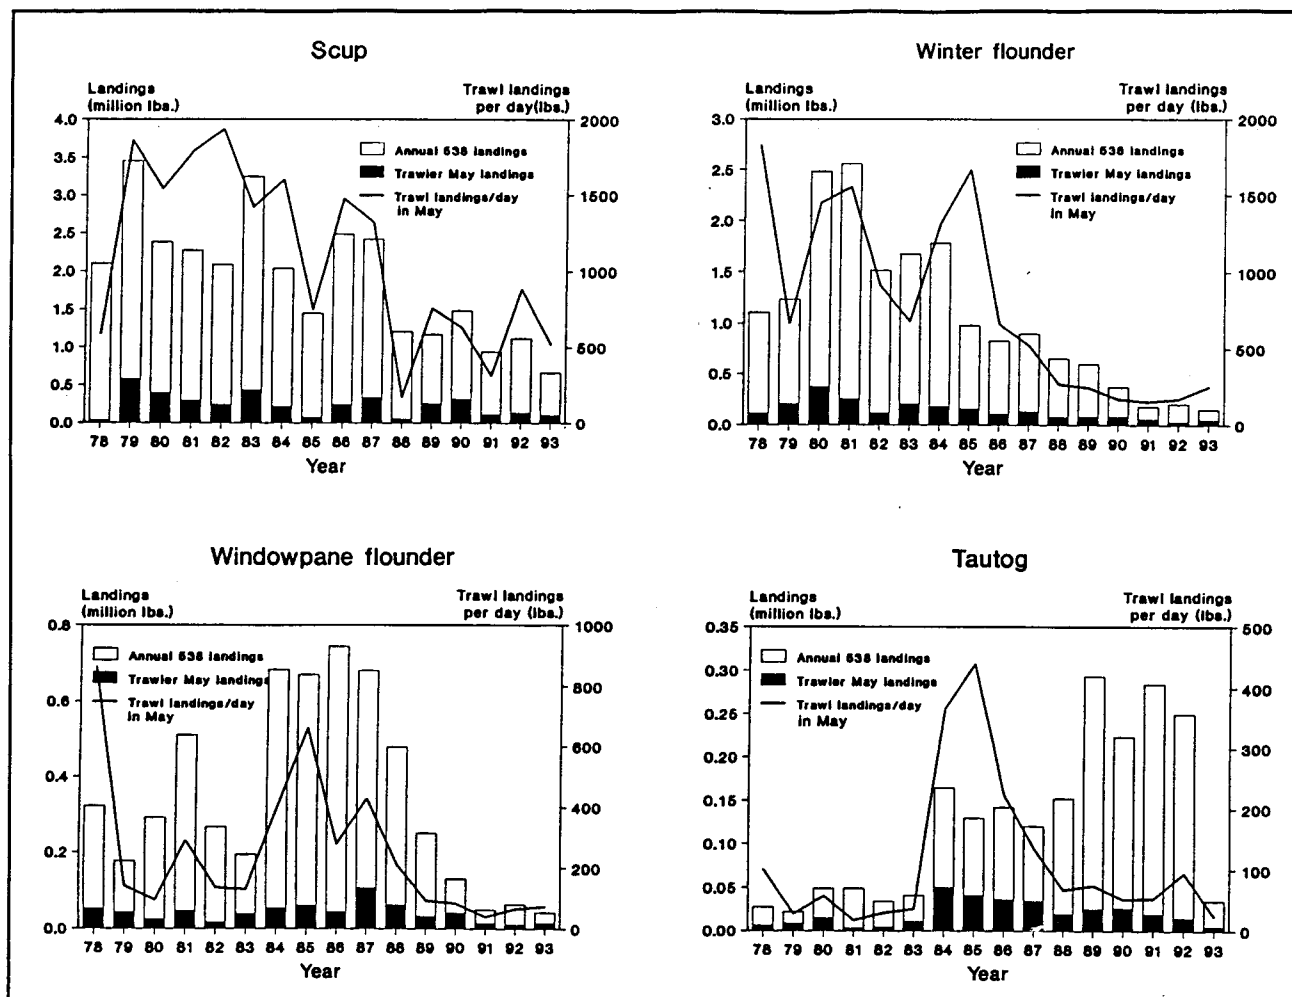 Scup
Landings
(million lbs.)
Trawl landings
per day(lbs.)
4.0
3.5
3.0
2.5
2.0
1.5
1.0
0.5
0.0
2000
1500
1000
500
0
Annual 538 landings
Trawler May landings
Trawl landings/day
in May
78 79 80 81 82 83 84 85 86 87 88 89 90 91 92 93
Year
Winter flounder
Landings
(million lbs.)
Trawl landings
per day (lbs.)
3.0
2.5
2.0
1.5
1.0
0.5
0.0
2000
1500
1000
500
0
Annual 538 landings
Trawler May landings
Trawl landings/day
in May
78 79 80 81 82 83 84 85 86 87 88 89 90 91 92 93
Year
Windowpane flounder
Landings
(million lbs.)
Trawl landings
per day (lbs.)
0.8
0.6
0.4
0.2
0.0
1000
800
600
400
200
0
Annual 538 landings
Trawler May landings
Trawl landings/day
in May
78 79 80 81 82 83 84 85 86 87 88 89 90 91 92 93
Year
Tautog
Landings
(million lbs.)
Trawl landings
per day (lbs.)
0.35
0.30
0.25
0.20
0.15
0.10
0.05
0.00
500
400
300
200
100
0
Annual 538 landings
Trawler May landings
Trawl landings/day
in May
78 79 80 81 82 83 84 85 86 87 88 89 90 91 92 93
Year